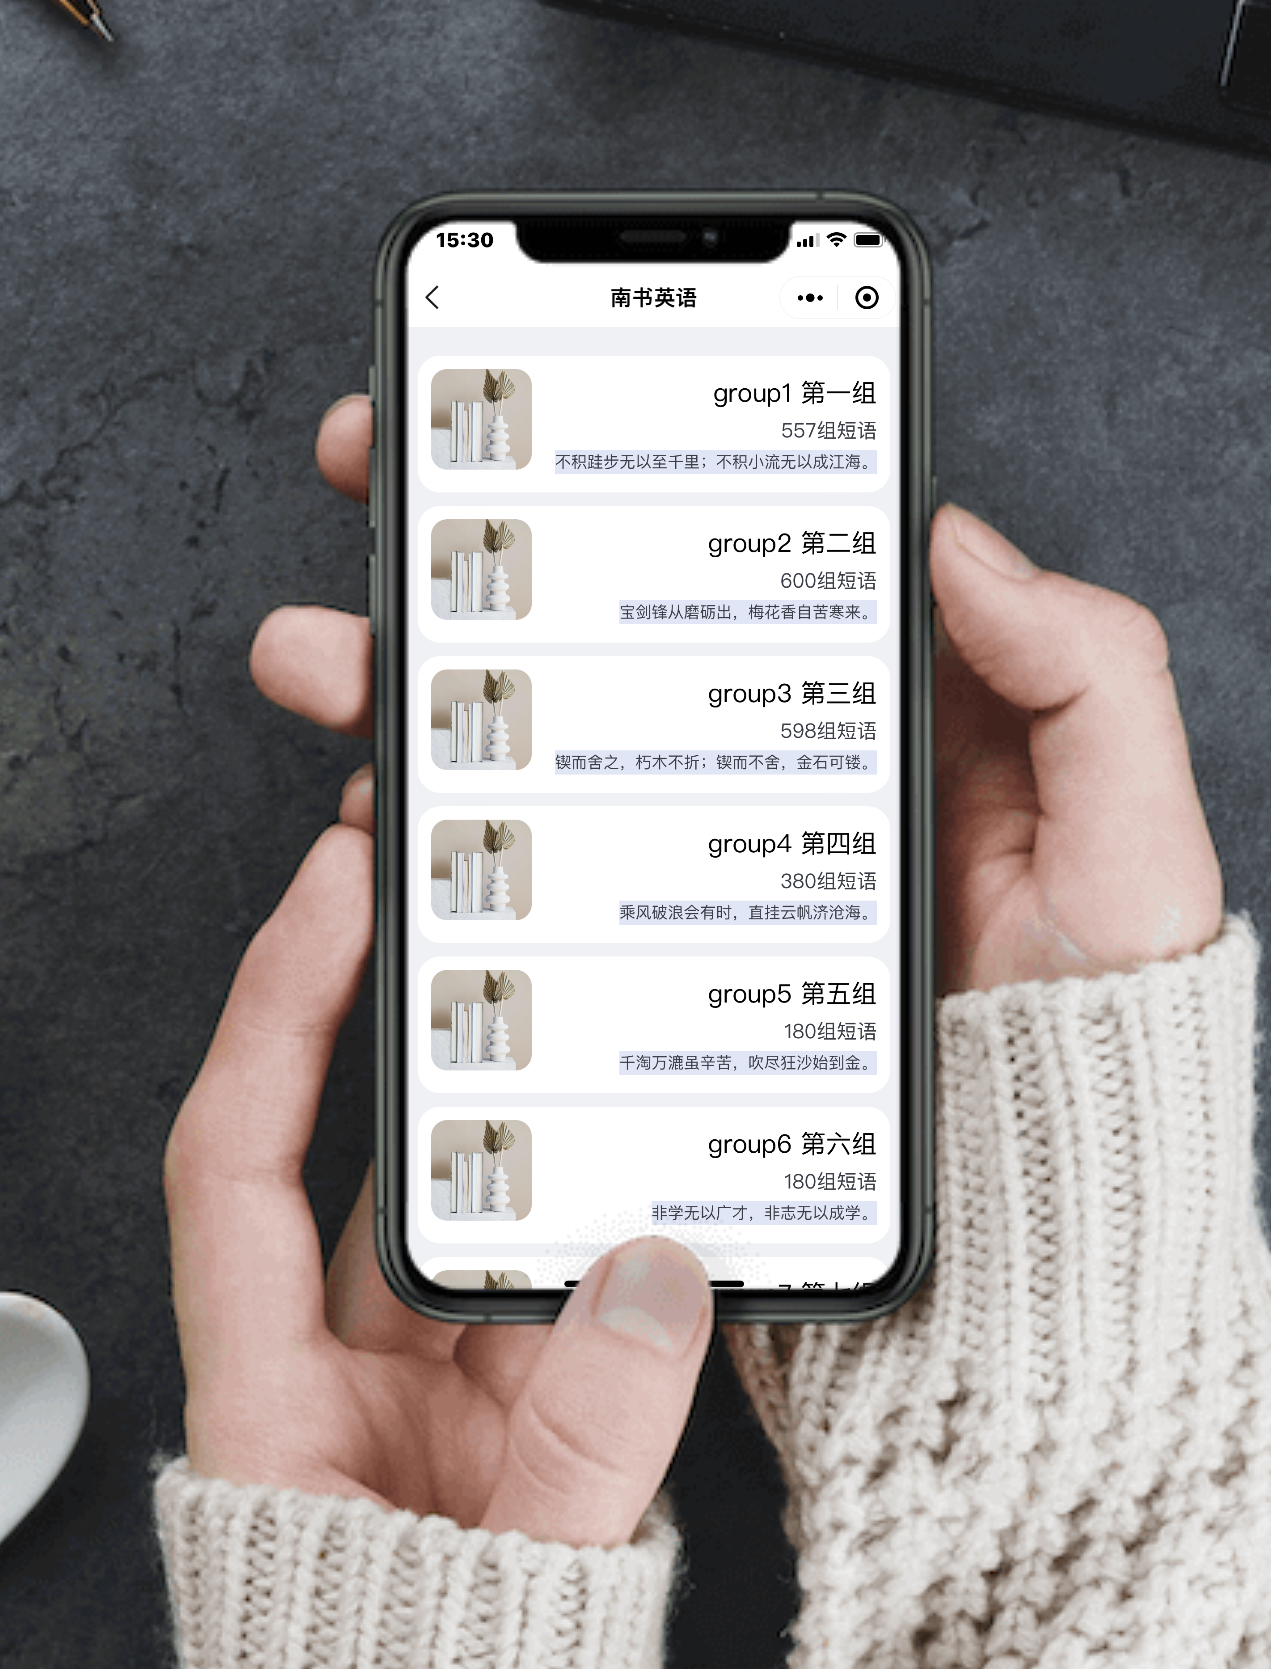 15:30
南书英语
group1 第一组
557组短语
不积跬步无以至千里；不积小流无以成江海。
group2 第二组
600组短语
宝剑锋从磨砺出，梅花香自苦寒来。
group3 第三组
598组短语
锲而舍之，朽木不折；锲而不舍，金石可镂。
group4 第四组
380组短语
乘风破浪会有时，直挂云帆济沧海。
group5 第五组
180组短语
千淘万漉虽辛苦，吹尽狂沙始到金。
group6 第六组
180组短语
非学无以广才，非志无以成学。